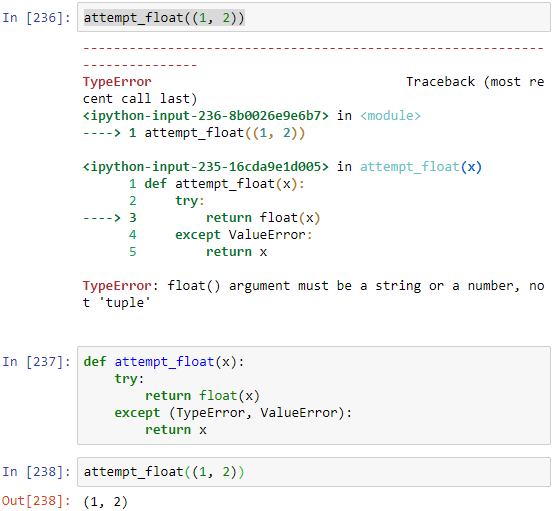 In [236]: attempt_float((1, 2))
---------------------------------------------------------------------------
TypeError                                 Traceback (most re
cent call last)
<ipython-input-236-8b0026e9e6b7> in <module>
----> 1 attempt_float((1, 2))
<ipython-input-235-16cda9e1d005> in attempt_float(x)
      1 def attempt_float(x):
      2     try:
----> 3         return float(x)
      4     except ValueError:
      5         return x
TypeError: float() argument must be a string or a number, no
t 'tuple'
In [237]: def attempt_float(x):
    try:
        return float(x)
    except (TypeError, ValueError):
        return x
In [238]: attempt_float((1, 2))
Out[238]: (1, 2)